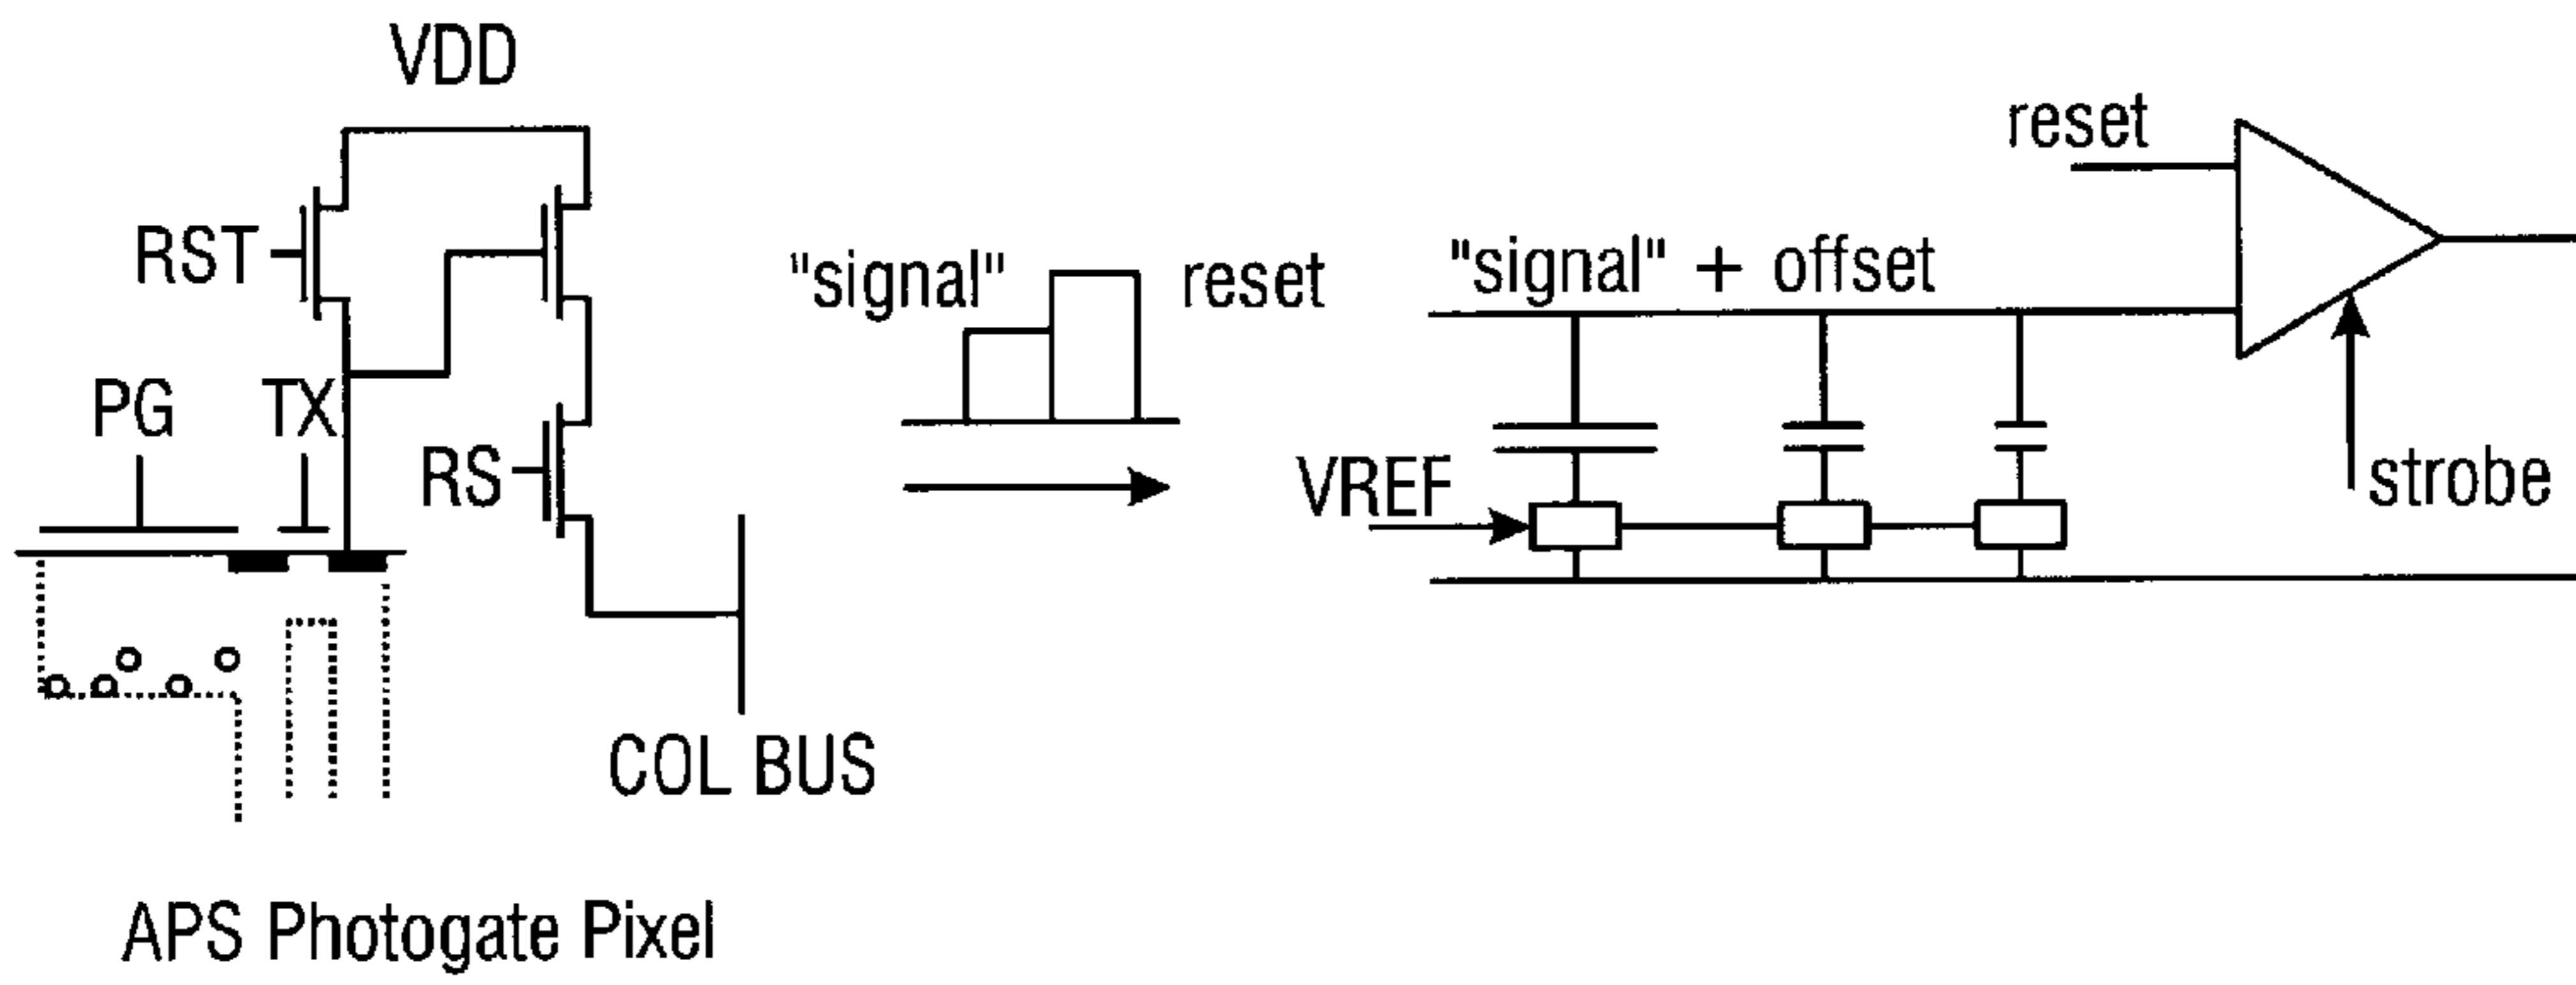 VDD
reset
RST
"signal"
reset
"signal" + offset
PG
TX
RS
VREF
strobe
COL BUS
APS Photogate Pixel